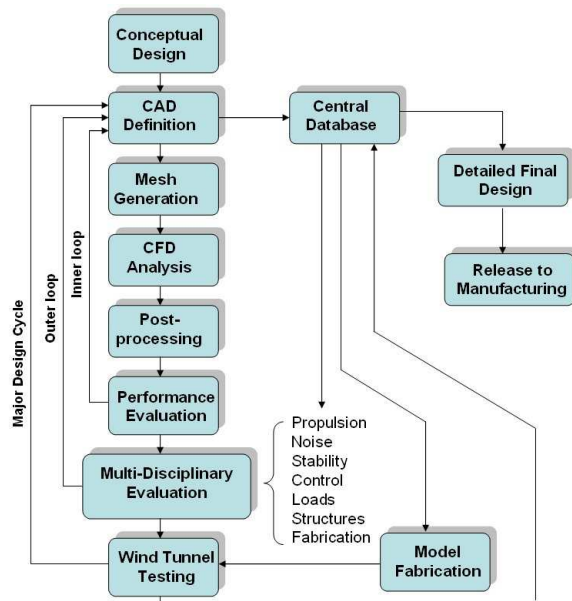 Conceptual
Design
CAD
Definition
Central
Database
Detailed Final
Design
Release to
Manufacturing
Mesh
Generation
CFD
Analysis
Post-
processing
Performance
Evaluation
Multi-Disciplinary
Evaluation
Wind Tunnel
Testing
Model
Fabrication
Propulsion
Noise
Stability
Control
Loads
Structures
Fabrication
Major Design Cycle
Outer loop
Inner loop